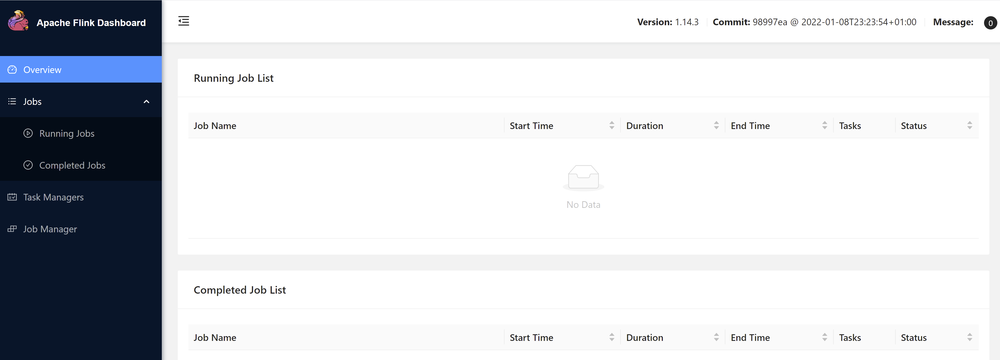 Apache Flink Dashboard
Version: 1.14.3 Commit: 98997ea @ 2022-01-08T23:23:54+01:00 Message: 0
Overview
Jobs
Running Jobs
Completed Jobs
Task Managers
Job Manager
Running Job List
Job Name Start Time Duration End Time Tasks Status
No Data
Completed Job List
Job Name Start Time Duration End Time Tasks Status